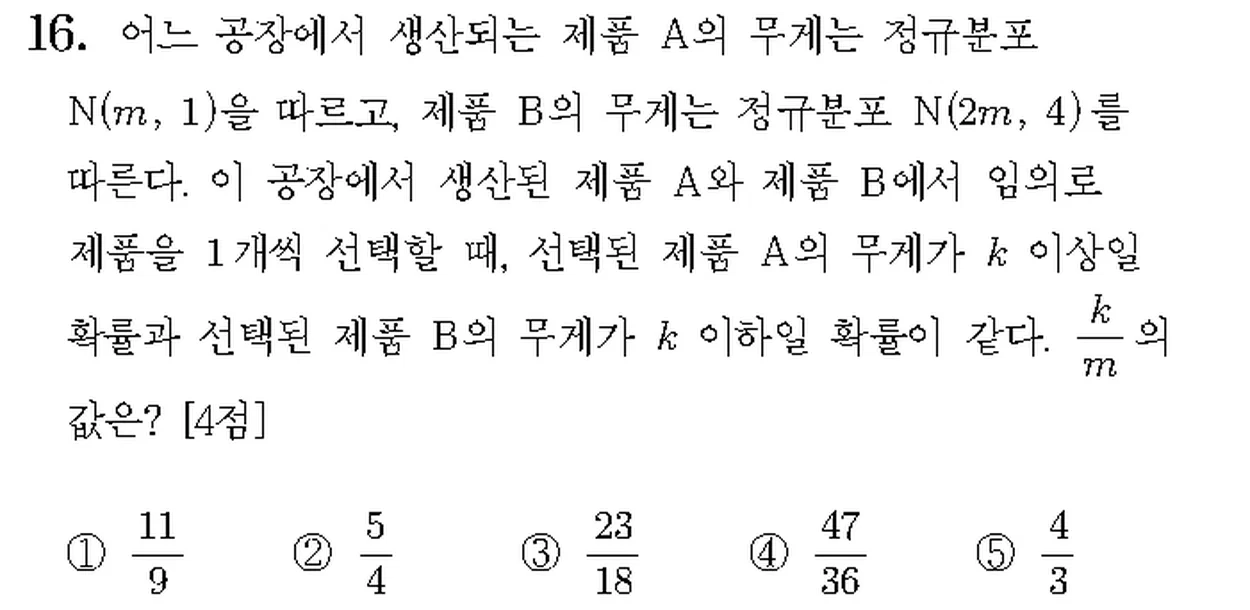 16. 어느 공장에서 생산되는 제품 A의 무게는 정규분포
N(m, 1)을 따르고, 제품 B의 무게는 정규분포 N(2m, 4)를
따른다. 이 공장에서 생산된 제품 A와 제품 B에서 임의로
제품을 1개씩 선택할 때, 선택된 제품 A의 무게가 k 이상일
확률과 선택된 제품 B의 무게가 k 이하일 확률이 같다. k/m의
값은? [4점]
① 11/9 ② 5/4 ③ 23/18 ④ 47/36 ⑤ 4/3